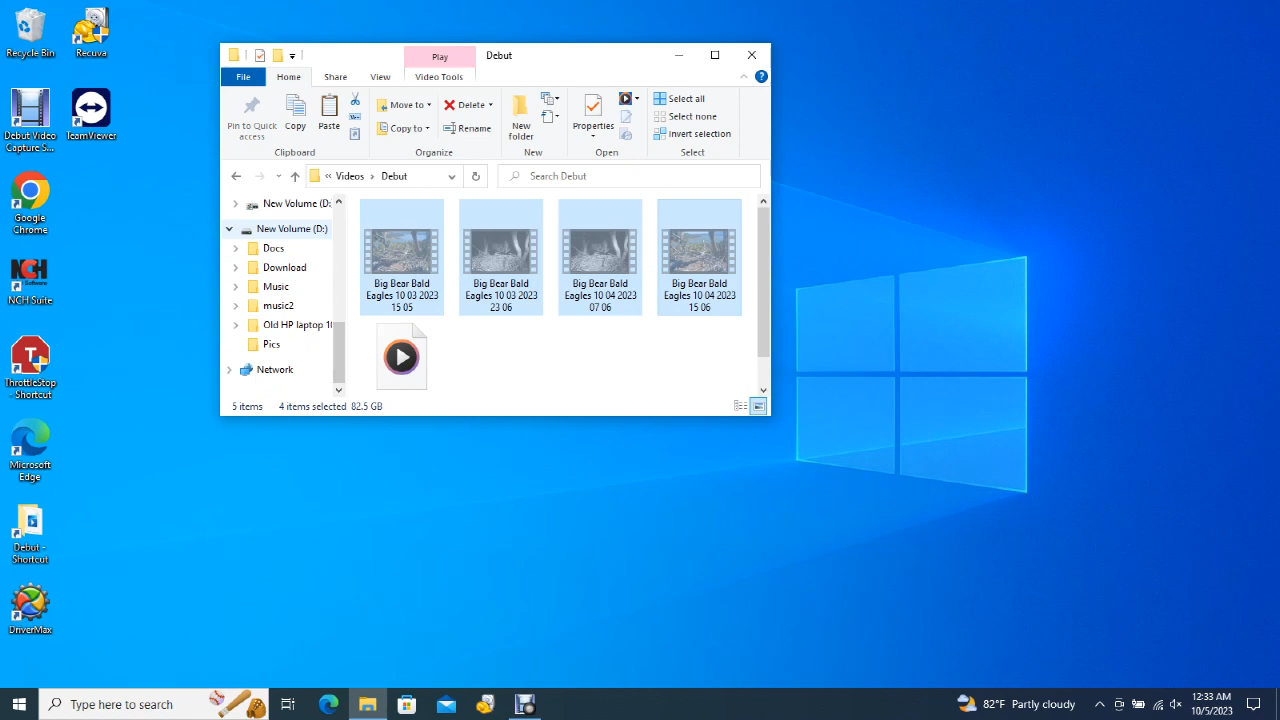 Recycle Bin
Recuva
Debut Video
Capture S...
TeamViewer
Google
Chrome
NCH Suite
ThrottleStop
- Shortcut
Microsoft
Edge
Debut -
Shortcut
DriverMax
Play
Debut
File
Home
Share
View
Video Tools
Pin to Quick
access
Copy
Paste
Clipboard
Move to
Copy to
Delete
Rename
Organize
New
folder
New
Properties
Open
Select all
Select none
Invert selection
Select
« Videos > Debut
Search Debut
New Volume (D:
New Volume (D:)
Docs
Download
Music
music2
Old HP laptop 10
Pics
Network
Big Bear Bald
Eagles 10 03 2023
15 05
Big Bear Bald
Eagles 10 03 2023
23 06
Big Bear Bald
Eagles 10 04 2023
07 06
Big Bear Bald
Eagles 10 04 2023
15 06
5 items
4 items selected 82.5 GB
Type here to search
82°F Partly cloudy
12:33 AM
10/5/2023